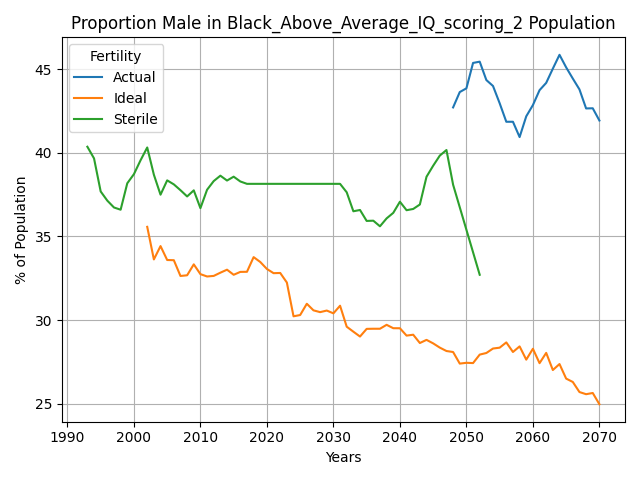 Proportion Male in Black_Above_Average_IQ_scoring_2 Population
Fertility
Actual
Ideal
Sterile
% of Population
45
40
35
30
25
1990 2000 2010 2020 2030 2040 2050 2060 2070
Years